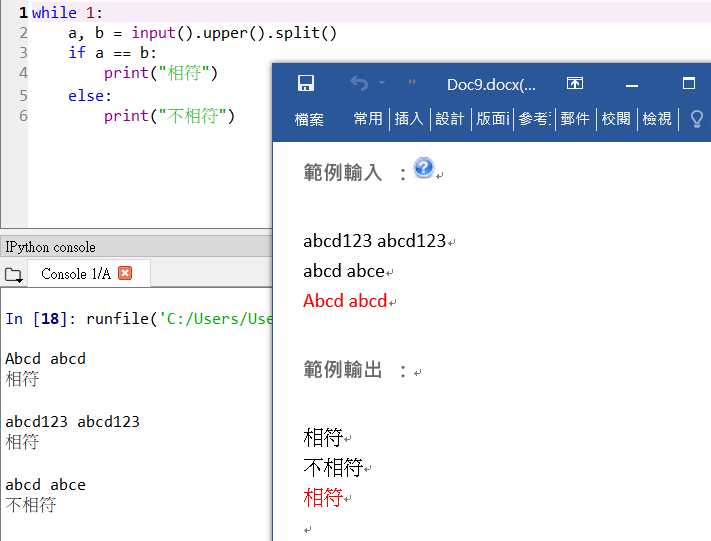 1 while 1:
2 a, b = input().upper().split()
3 if a == b:
4 print("相符")
5 else:
6 print("不相符")
IPython console
Console 1/A
In [18]: runfile('C:/Users/Use
Abcd abcd
相符
abcd123 abcd123
相符
abcd abce
不相符
Doc9.docx(...
檔案 常用 插入 設計 版面 參考 郵件 校閱 檢視
範例輸入 :
abcd123 abcd123
abcd abce
Abcd abcd
範例輸出 :
相符
不相符
相符